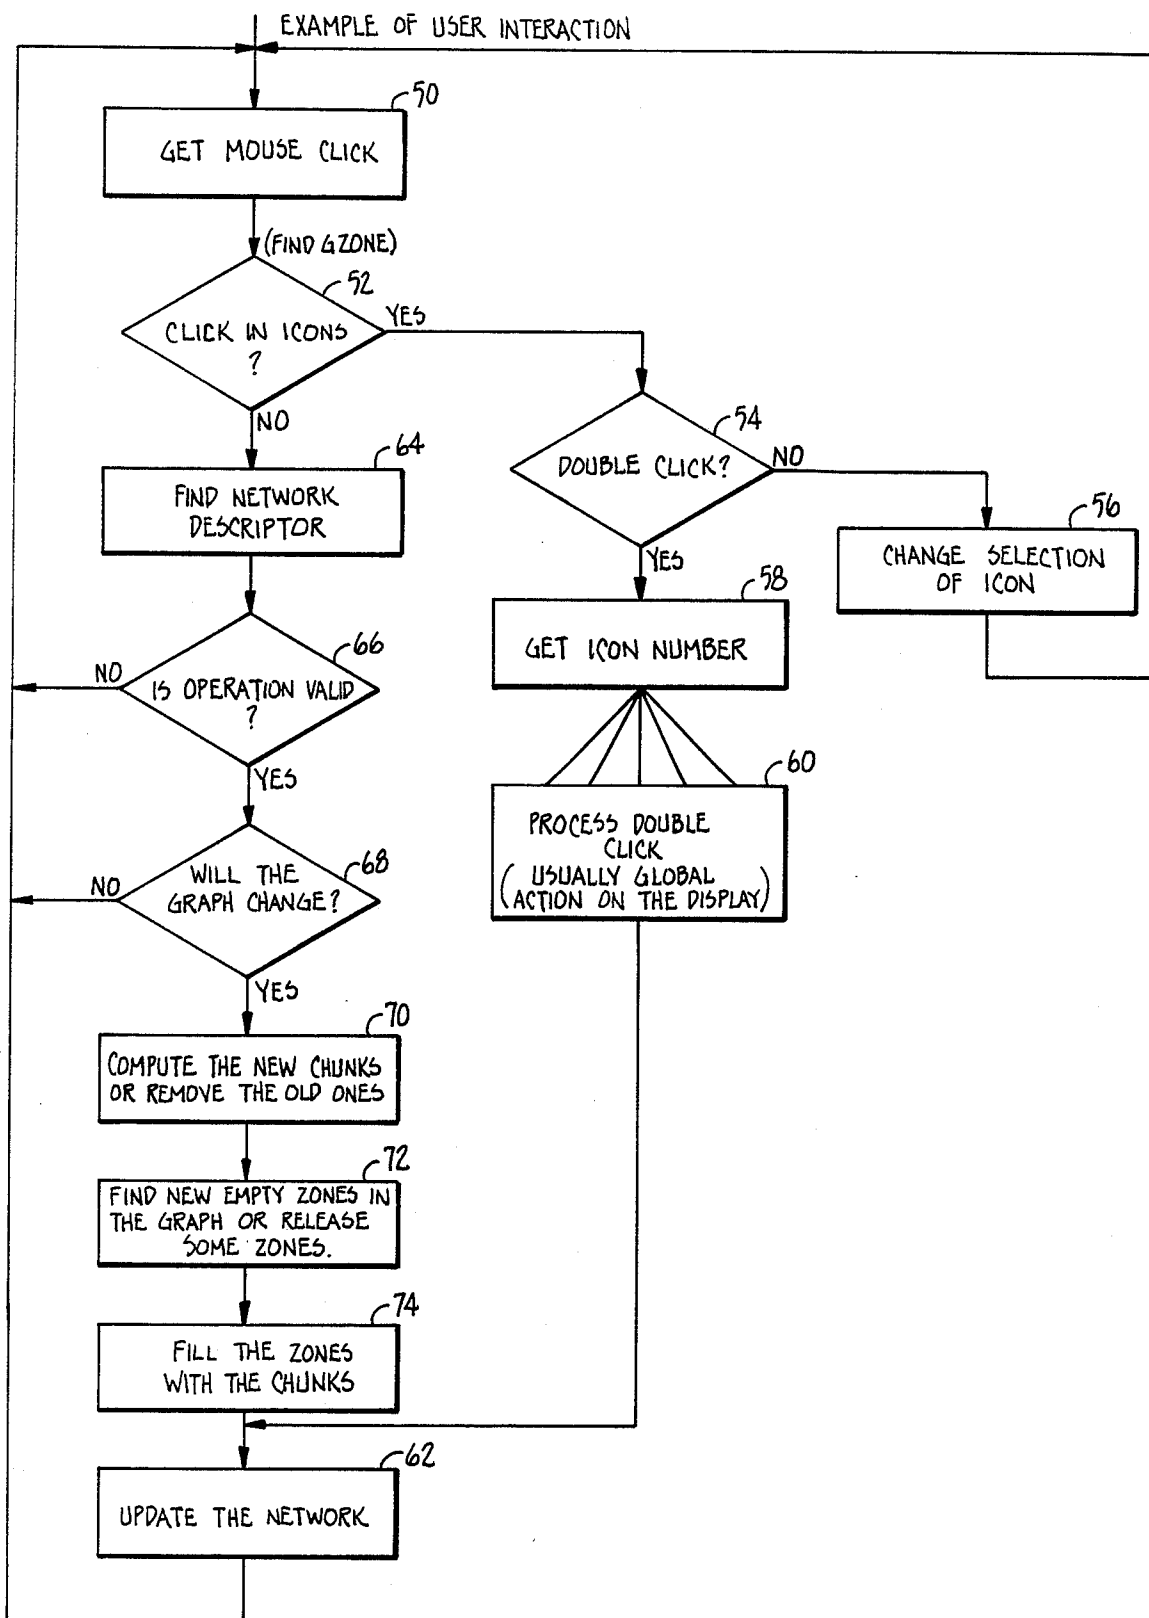 EXAMPLE OF USER INTERACTION
50
GET MOUSE CLICK
(FIND GZONE)
52
CLICK IN ICONS
?
YES
NO
54
DOUBLE CLICK?
NO
YES
64
FIND NETWORK
DESCRIPTOR
56
CHANGE SELECTION
OF ICON
58
GET ICON NUMBER
66
IS OPERATION VALID
?
NO
YES
60
PROCESS DOUBLE
CLICK
(USUALLY GLOBAL
ACTION ON THE DISPLAY)
68
WILL THE
GRAPH CHANGE?
NO
YES
70
COMPUTE THE NEW CHUNKS
OR REMOVE THE OLD ONES
72
FIND NEW EMPTY ZONES IN
THE GRAPH OR RELEASE
SOME ZONES.
74
FILL THE ZONES
WITH THE CHUNKS
62
UPDATE THE NETWORK